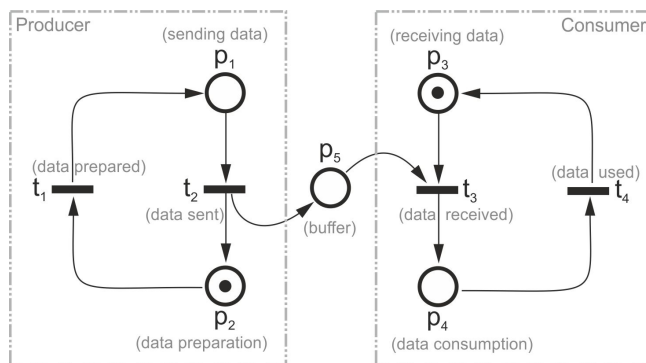 Producer
Consumer
(sending data)
(receiving data)
p₁
p₃
(data prepared)
p₅
(data used)
t₁
t₂
t₃
t₄
(data sent)
(buffer)
(data received)
p₂
p₄
(data preparation)
(data consumption)